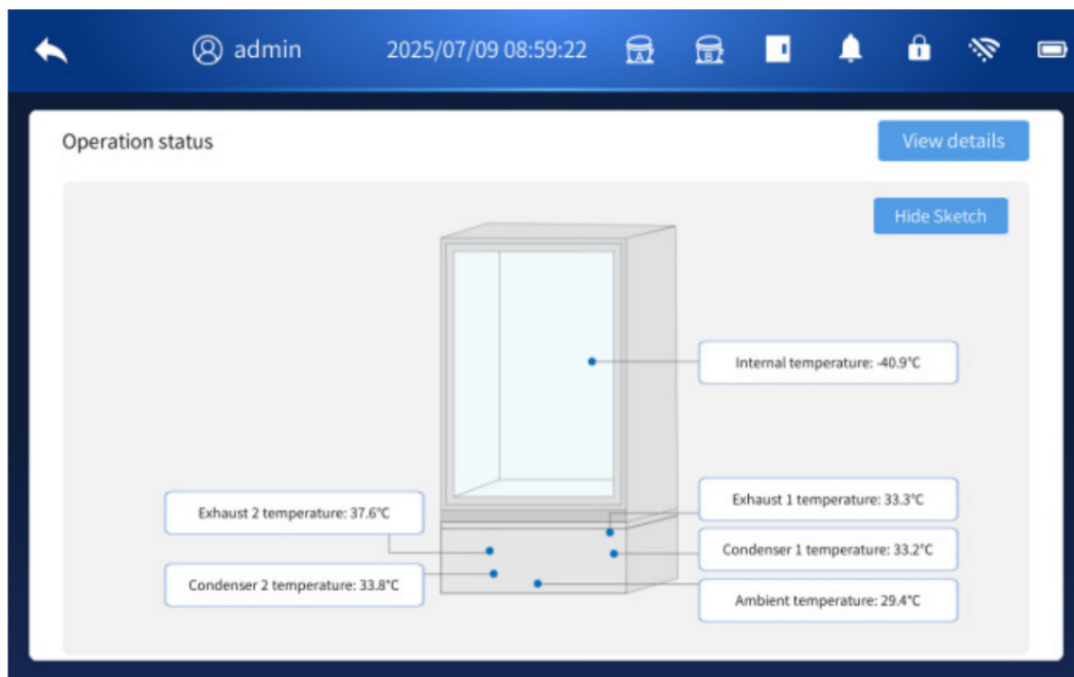 admin
2025/07/09 08:59:22
A
B
Operation status
View details
Hide Sketch
Internal temperature: -40.9°C
Exhaust 2 temperature: 37.6°C
Exhaust 1 temperature: 33.3°C
Condenser 1 temperature: 33.2°C
Condenser 2 temperature: 33.8°C
Ambient temperature: 29.4°C